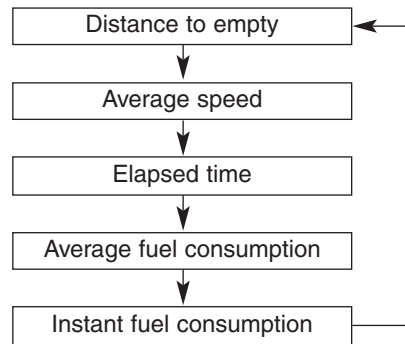 Distance to empty
Average speed
Elapsed time
Average fuel consumption
Instant fuel consumption